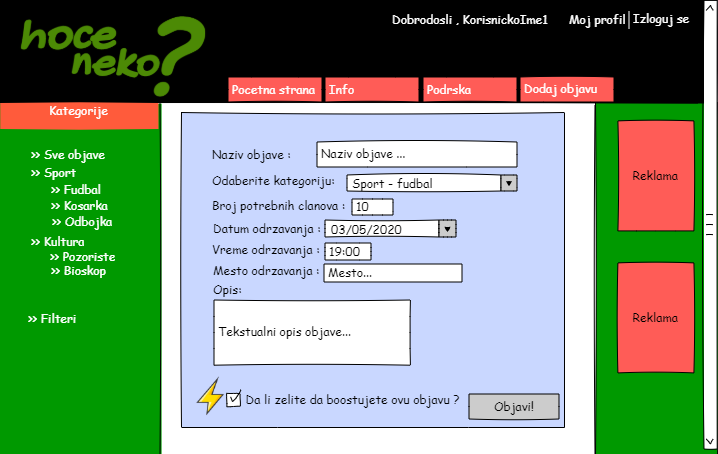 hoce
neko?
Dobrodosli , KorisnickoIme1
Moj profil
Izloguj se
Pocetna strana
Info
Podrska
Dodaj objavu
Kategorije
>> Sve objave
>> Sport
>> Fudbal
>> Kosarka
>> Odbojka
>> Kultura
>> Pozoriste
>> Bioskop
>> Filteri
Naziv objave :
Naziv objave ...
Odaberite kategoriju:
Sport - fudbal
Broj potrebnih clanova :
10
Datum odrzavanja :
03/05/2020
Vreme odrzavanja :
19:00
Mesto odrzavanja :
Mesto...
Opis:
Tekstualni opis objave...
Da li zelite da boostujete ovu objavu ?
Objavi!
Reklama
Reklama